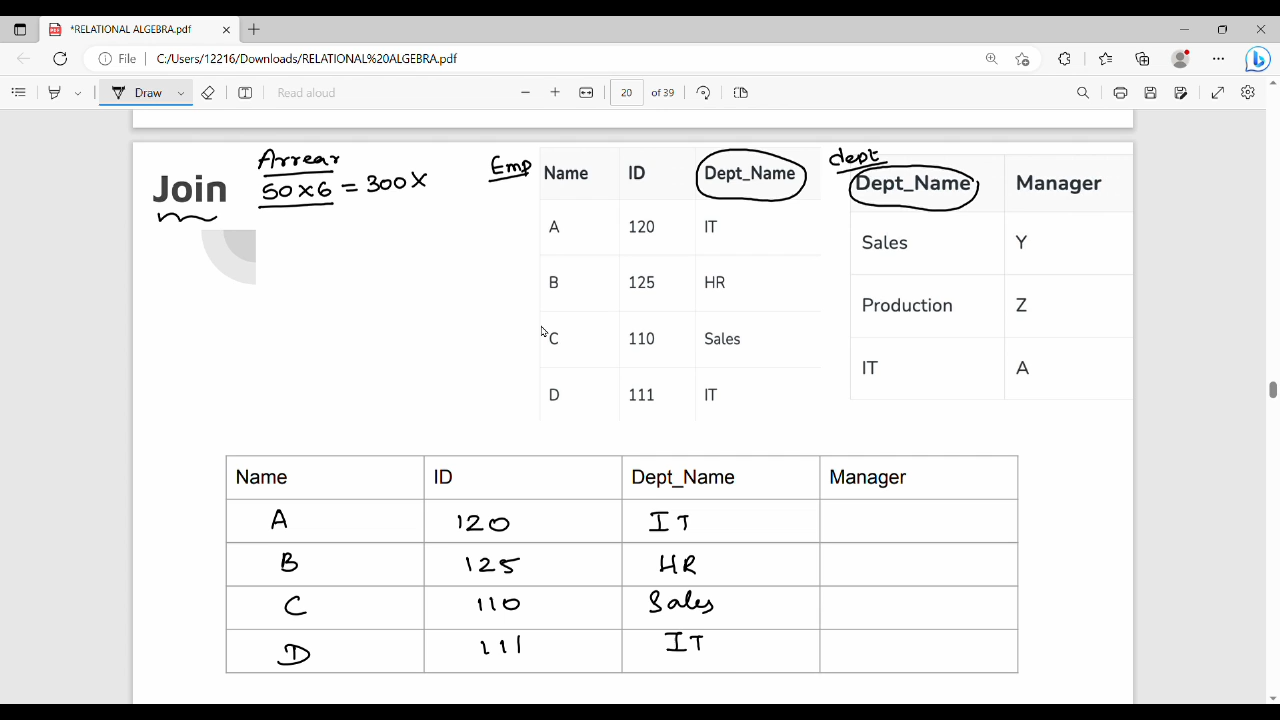 *RELATIONAL ALGEBRA.pdf
File C:/Users/12216/Downloads/RELATIONAL%20ALGEBRA.pdf
Draw Read aloud 20 of 39
Join
Arrear
50 x 6 = 300 X
Emp
Name ID Dept_Name
A 120 IT
B 125 HR
C 110 Sales
D 111 IT
dept
Dept_Name Manager
Sales Y
Production Z
IT A
Name ID Dept_Name Manager
A 120 IT
B 125 HR
C 110 Sales
D 111 IT